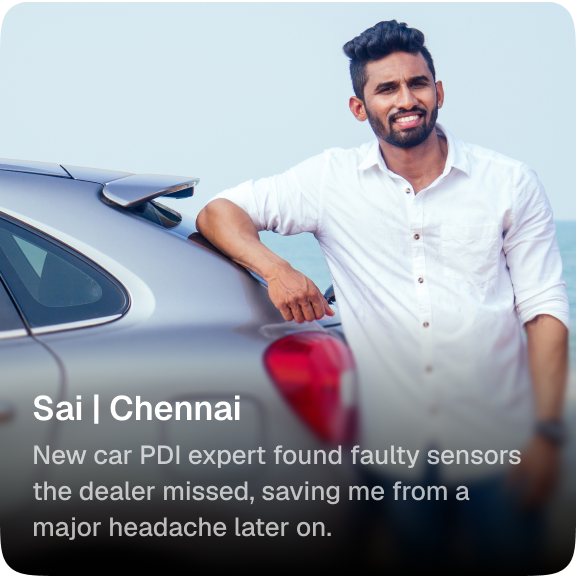 Sai | Chennai
New car PDI expert found faulty sensors
the dealer missed, saving me from a
major headache later on.